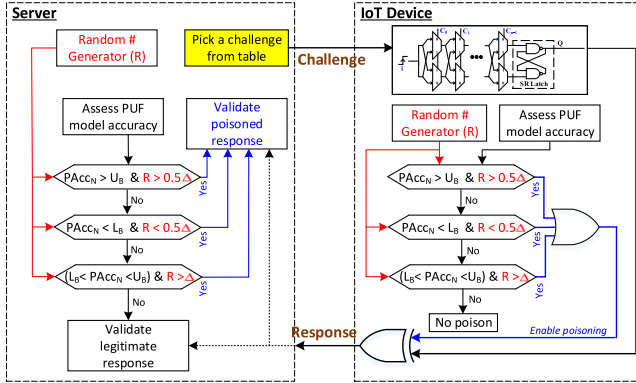 Server
Random #
Generator (R)
Pick a challenge
from table
Assess PUF
model accuracy
Validate
poisoned
response
PAccN > UB & R > 0.5Δ
Yes
No
PAccN < LB & R < 0.5Δ
Yes
No
(LB< PAccN <UB) & R >Δ
Yes
No
Validate
legitimate
response
Challenge
Response
IoT Device
C0
C1
Q
SR Latch
Random #
Generator (R)
Assess PUF
model accuracy
PAccN > UB & R > 0.5Δ
Yes
No
PAccN < LB & R < 0.5Δ
Yes
No
(LB< PAccN <UB) & R >Δ
Yes
No
No poison
Enable poisoning